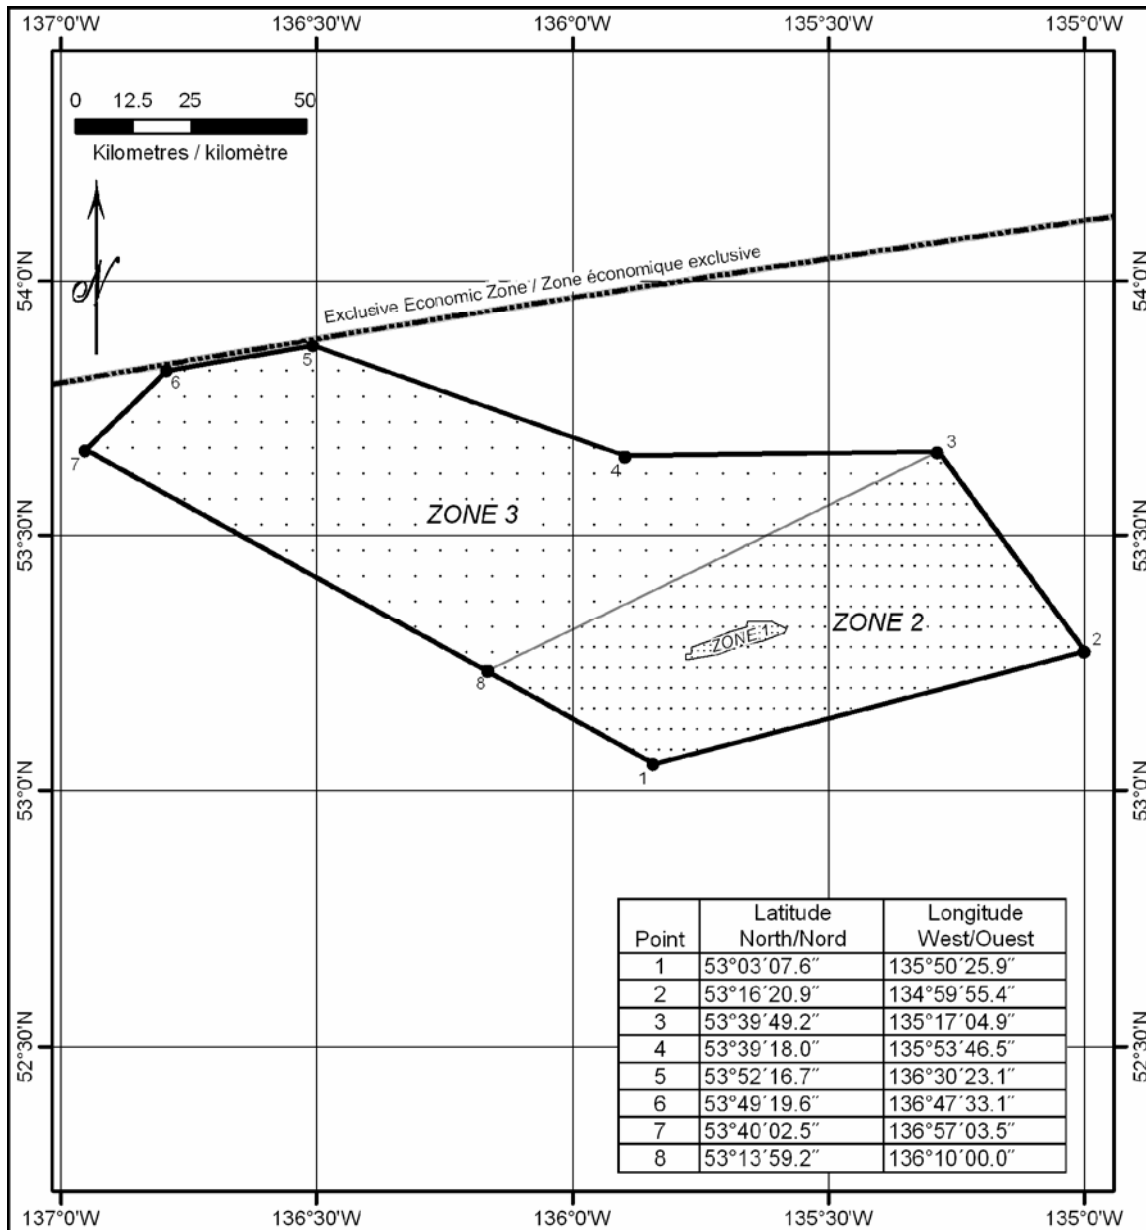 137°0'W 136°30'W 136°0'W 135°30'W 135°0'W
0 12.5 25 50
Kilometres / kilomètre
N
54°0'N
54°0'N
Exclusive Economic Zone / Zone économique exclusive
5
6
7
4
3
ZONE 3
53°30'N
53°30'N
ZONE 1
ZONE 2
2
8
1
53°0'N
53°0'N
Point Latitude North/Nord Longitude West/Ouest
1 53°03´07.6˝ 135°50´25.9˝
2 53°16´20.9˝ 134°59´55.4˝
3 53°39´49.2˝ 135°17´04.9˝
4 53°39´18.0˝ 135°53´46.5˝
5 53°52´16.7˝ 136°30´23.1˝
6 53°49´19.6˝ 136°47´33.1˝
7 53°40´02.5˝ 136°57´03.5˝
8 53°13´59.2˝ 136°10´00.0˝
52°30'N
52°30'N
137°0'W 136°30'W 136°0'W 135°30'W 135°0'W